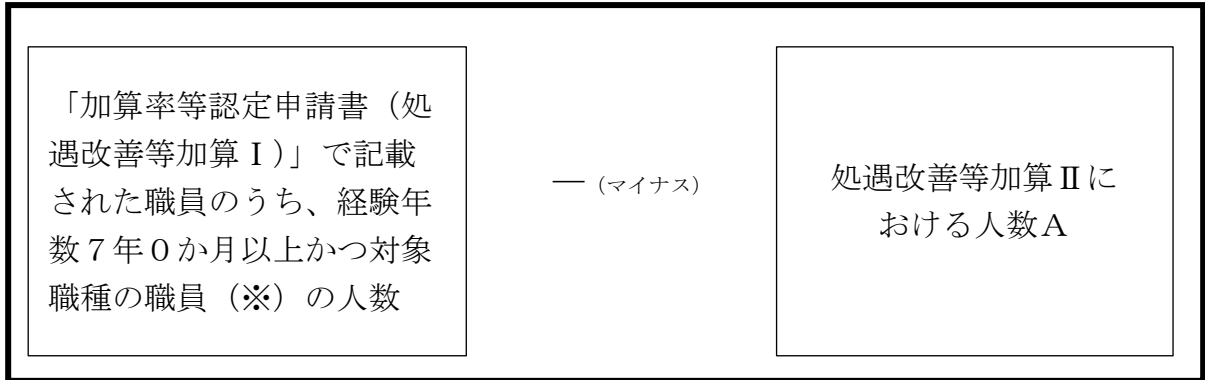 「加算率等認定申請書（処
遇改善等加算Ⅰ）」で記載
された職員のうち、経験年
数７年０か月以上かつ対象
職種の職員（※）の人数
―（マイナス）
処遇改善等加算Ⅱに
おける人数Ａ